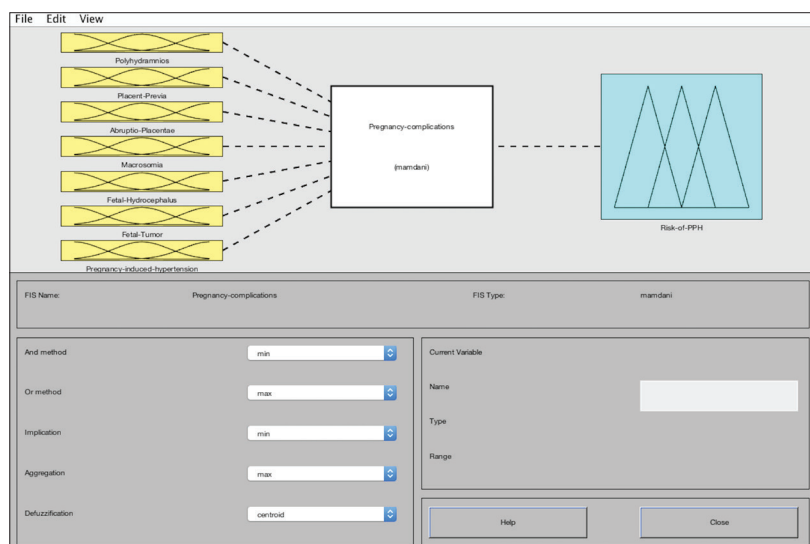 File Edit View
Polyhydramnios
Placent-Previa
Abruptio-Placentae
Macrosomia
Fetal-Hydrocephalus
Fetal-Tumor
Pregnancy-induced-hypertension
Pregnancy-complications
(mamdani)
Risk-of-PPH
FIS Name: Pregnancy-complications FIS Type: mamdani
And method min
Or method max
Implication min
Aggregation max
Defuzzification centroid
Current Variable
Name
Type
Range
Help Close